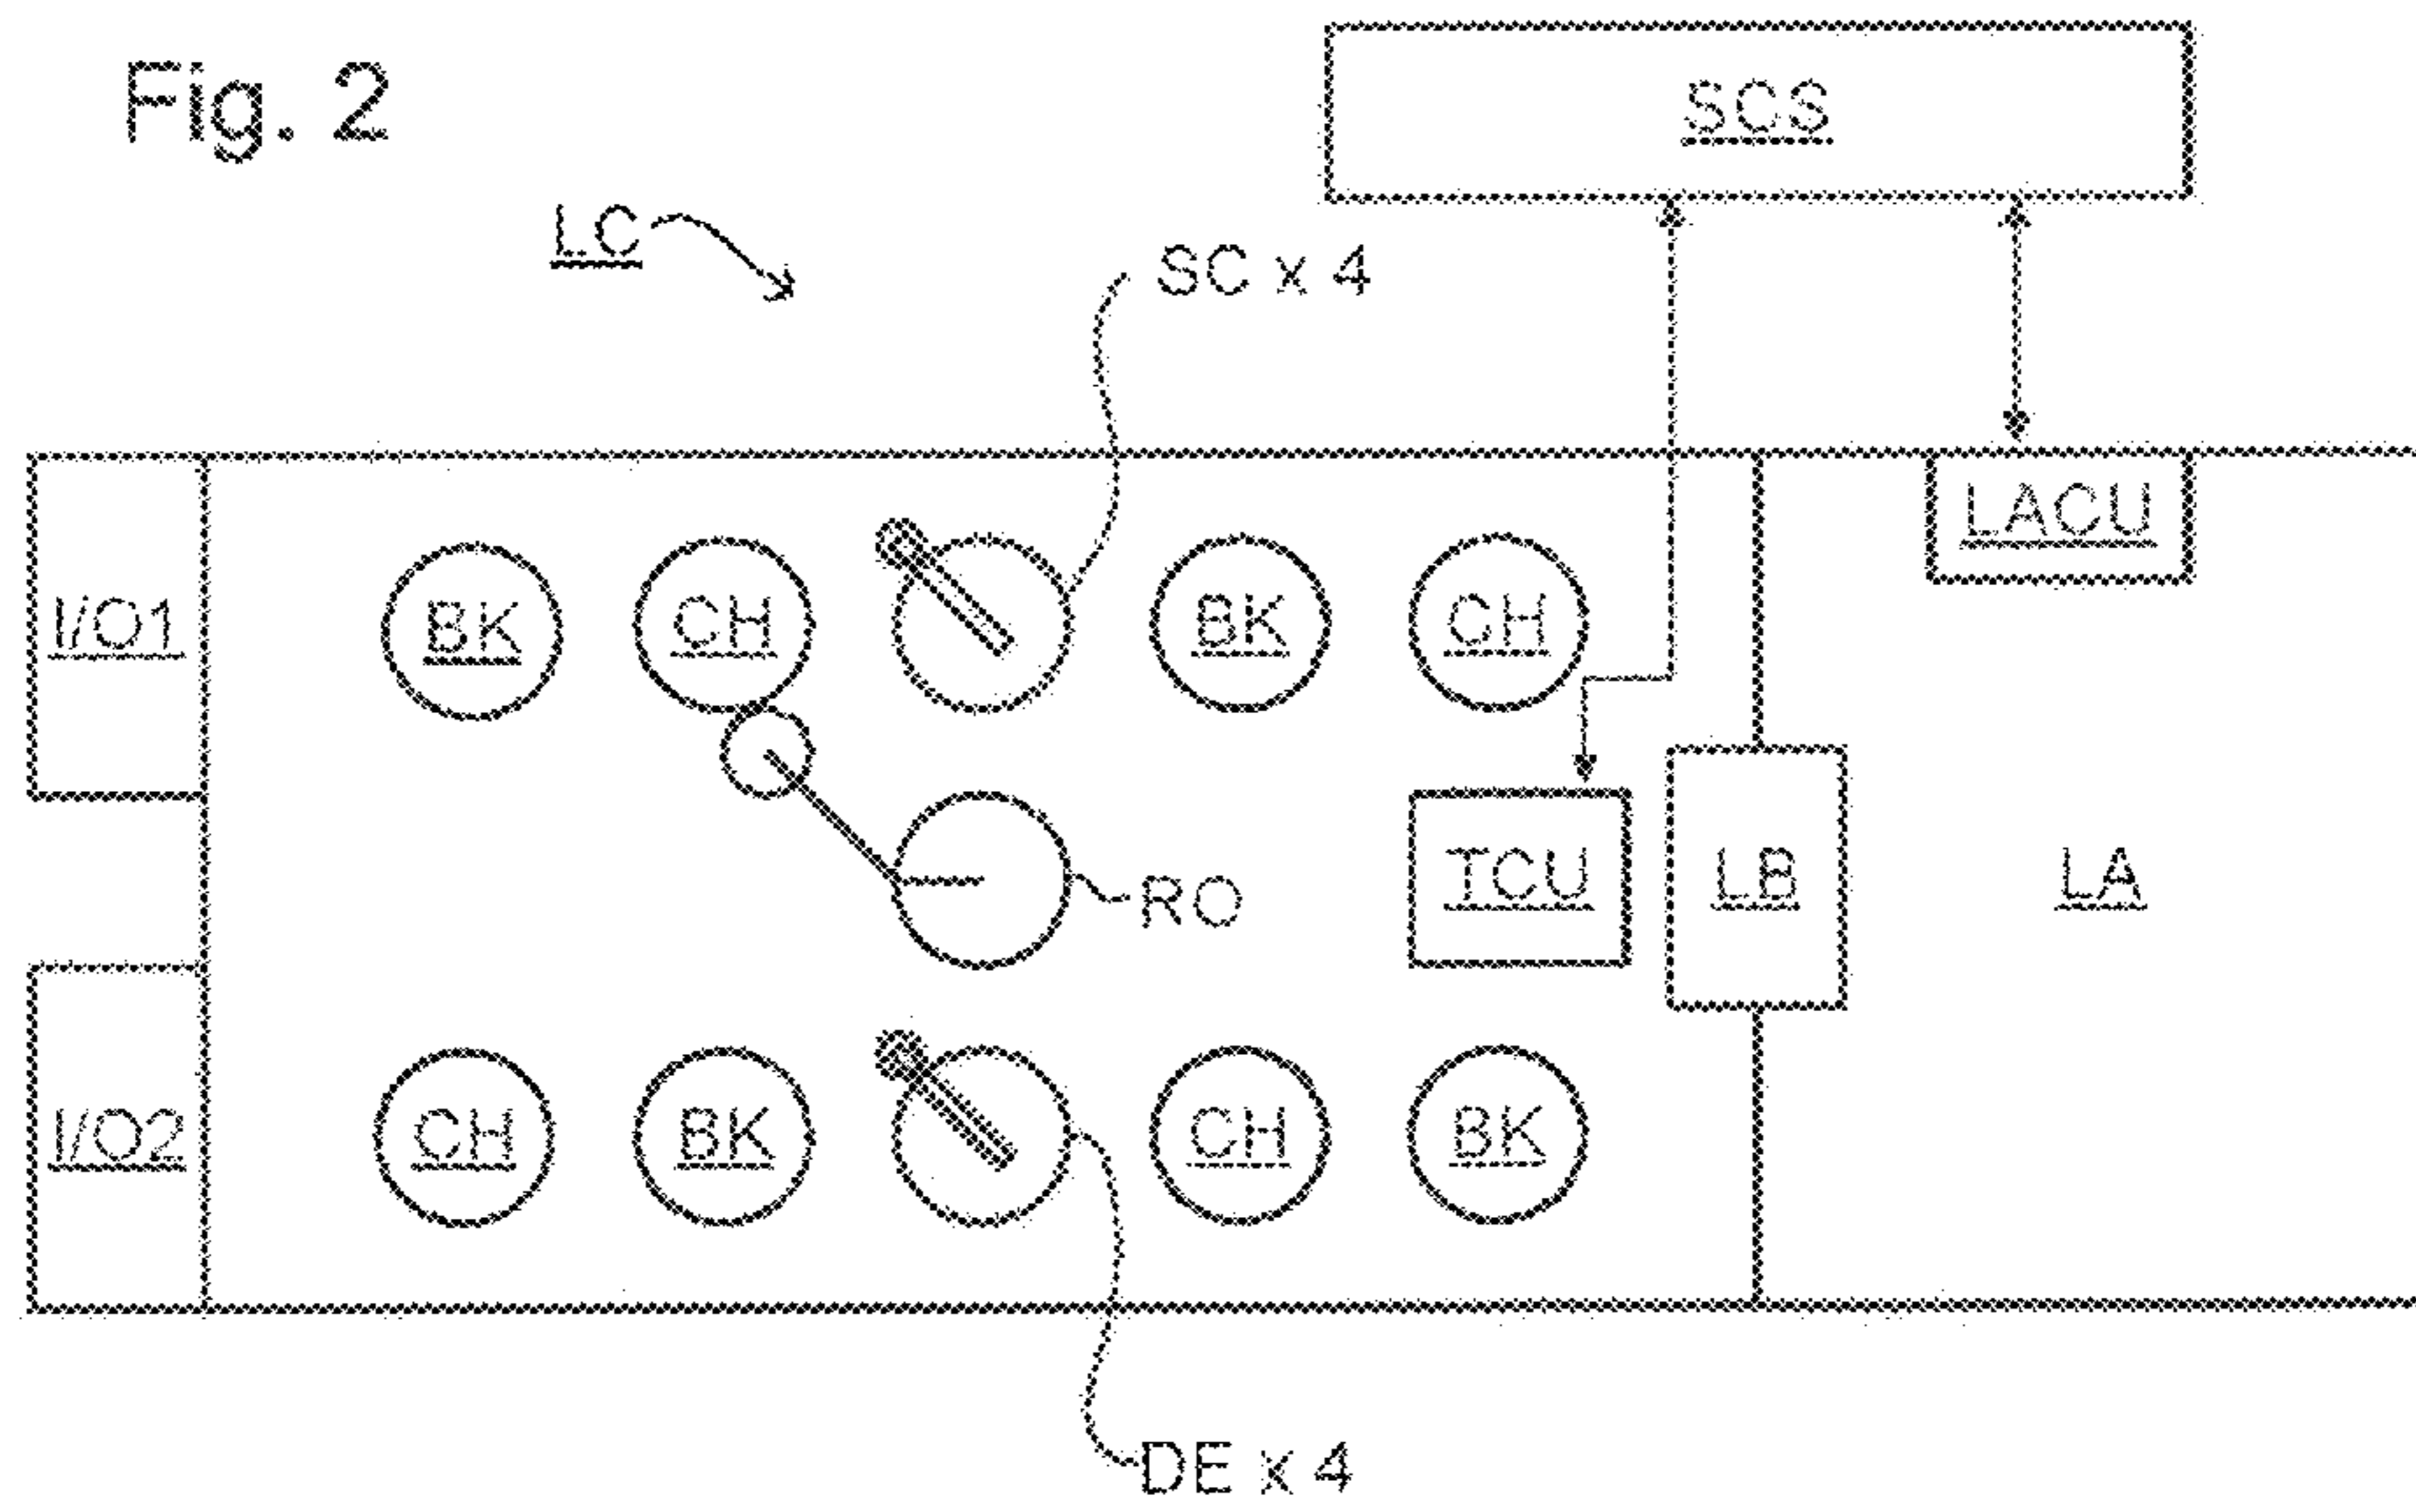 Fig. 2
SCS
LC
SC x 4
LACU
I/O1
BK
CH
BK
CH
TCU
LB
LA
RO
I/O2
CH
BK
CH
BK
DE x 4